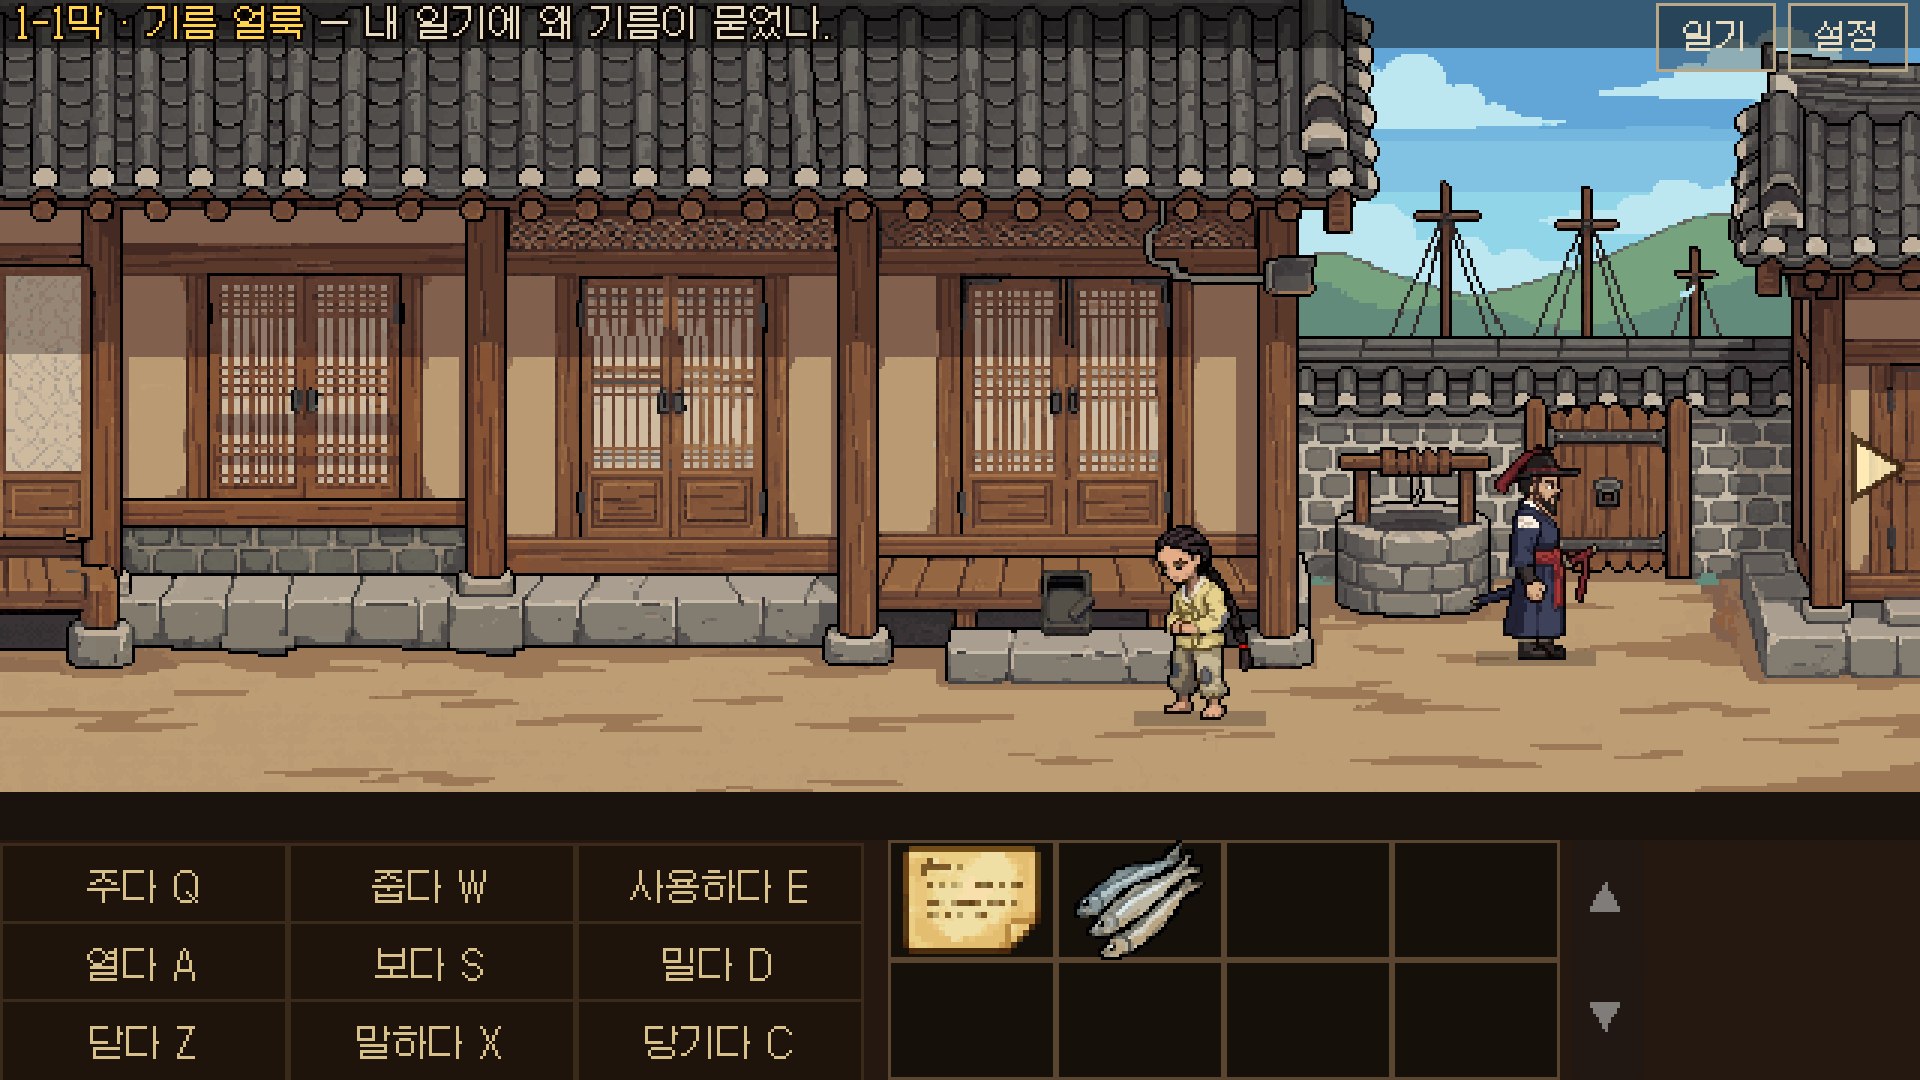 1-1막 · 기름 얼룩 — 내 일기에 왜 기름이 묻었나.
일기
설정
주다 Q
줍다 W
사용하다 E
열다 A
보다 S
밀다 D
닫다 Z
말하다 X
당기다 C